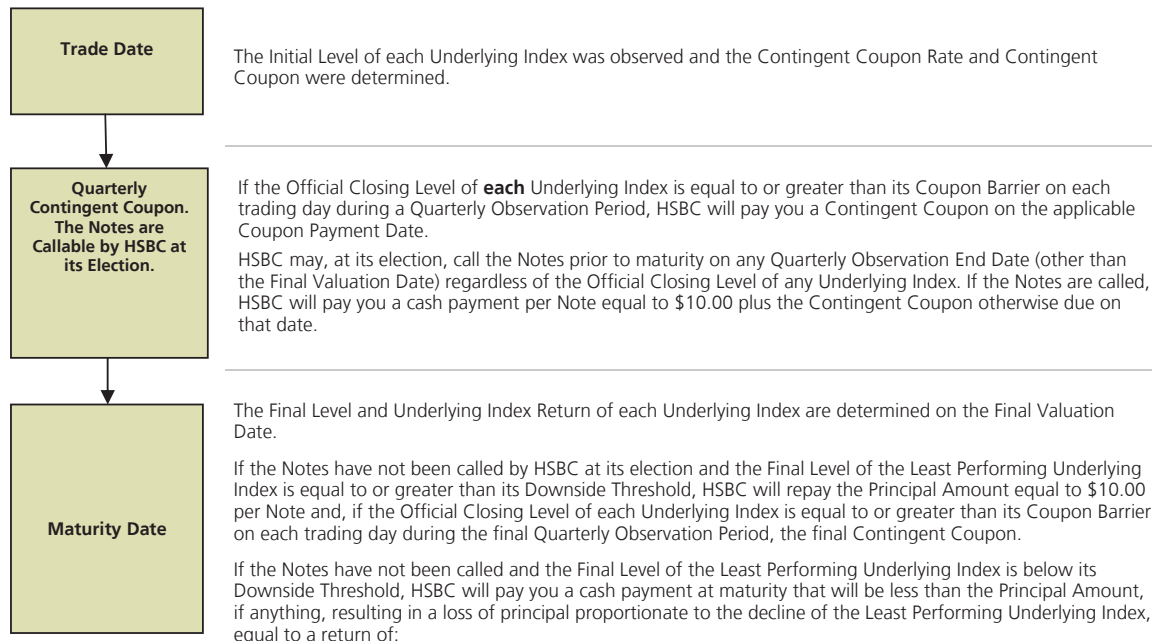 Trade Date
The Initial Level of each Underlying Index was observed and the Contingent Coupon Rate and Contingent
Coupon were determined.
Quarterly
Contingent Coupon.
The Notes are
Callable by HSBC at
its Election.
If the Official Closing Level of each Underlying Index is equal to or greater than its Coupon Barrier on each
trading day during a Quarterly Observation Period, HSBC will pay you a Contingent Coupon on the applicable
Coupon Payment Date.
HSBC may, at its election, call the Notes prior to maturity on any Quarterly Observation End Date (other than
the Final Valuation Date) regardless of the Official Closing Level of any Underlying Index. If the Notes are called,
HSBC will pay you a cash payment per Note equal to $10.00 plus the Contingent Coupon otherwise due on
that date.
Maturity Date
The Final Level and Underlying Index Return of each Underlying Index are determined on the Final Valuation
Date.
If the Notes have not been called by HSBC at its election and the Final Level of the Least Performing Underlying
Index is equal to or greater than its Downside Threshold, HSBC will repay the Principal Amount equal to $10.00
per Note and, if the Official Closing Level of each Underlying Index is equal to or greater than its Coupon Barrier
on each trading day during the final Quarterly Observation Period, the final Contingent Coupon.
If the Notes have not been called and the Final Level of the Least Performing Underlying Index is below its
Downside Threshold, HSBC will pay you a cash payment at maturity that will be less than the Principal Amount,
if anything, resulting in a loss of principal proportionate to the decline of the Least Performing Underlying Index,
equal to a return of: